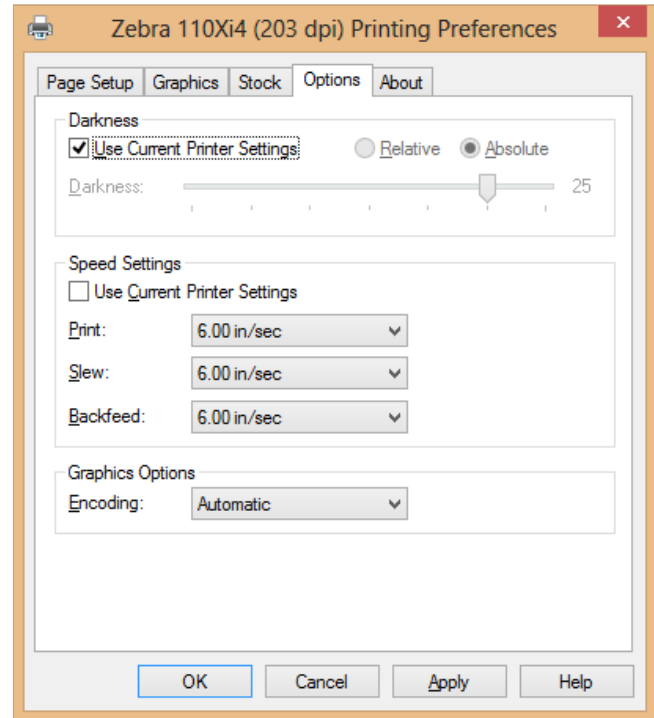 Zebra 110Xi4 (203 dpi) Printing Preferences
Page Setup Graphics Stock Options About
Darkness
Use Current Printer Settings Relative Absolute
Darkness: 25
Speed Settings
Use Current Printer Settings
Print: 6.00 in/sec
Slew: 6.00 in/sec
Backfeed: 6.00 in/sec
Graphics Options
Encoding: Automatic
OK Cancel Apply Help